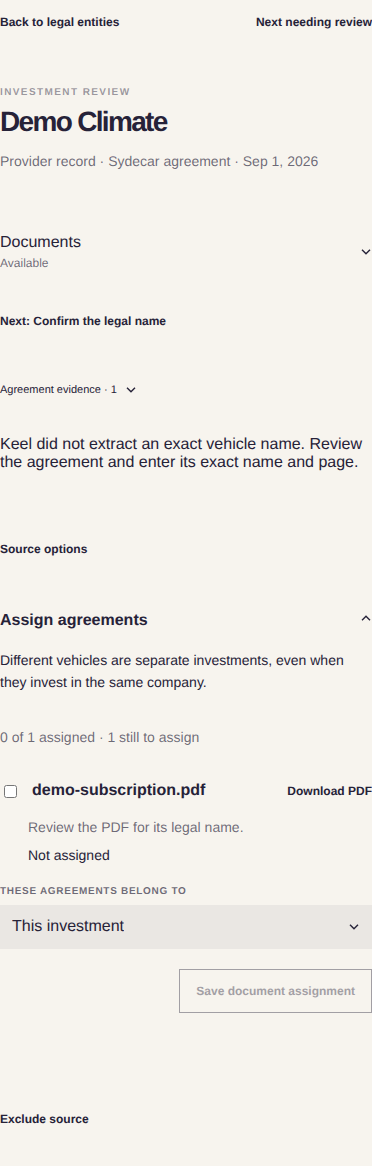 Back to legal entities
Next needing review
INVESTMENT REVIEW
Demo Climate
Provider record · Sydecar agreement · Sep 1, 2026
Documents
Available
Next: Confirm the legal name
Agreement evidence · 1
Keel did not extract an exact vehicle name. Review
the agreement and enter its exact name and page.
Source options
Assign agreements
Different vehicles are separate investments, even when
they invest in the same company.
0 of 1 assigned · 1 still to assign
demo-subscription.pdf
Download PDF
Review the PDF for its legal name.
Not assigned
THESE AGREEMENTS BELONG TO
This investment
Save document assignment
Exclude source